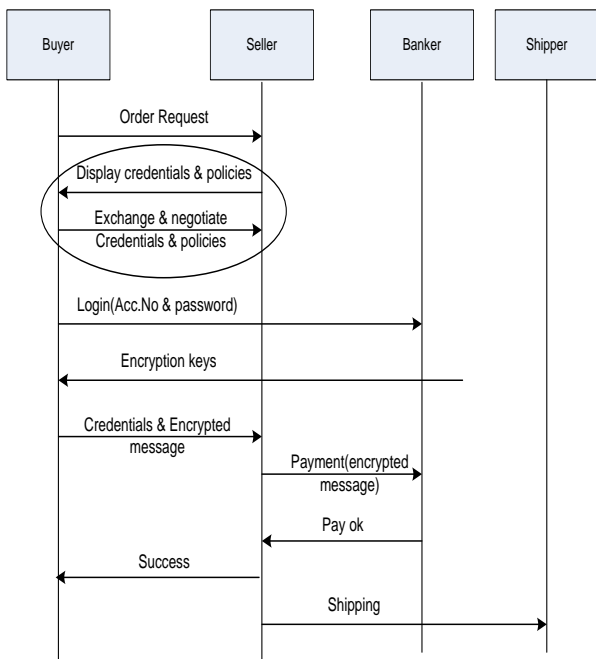 Buyer
Seller
Banker
Shipper
Order Request
Display credentials & policies
Exchange & negotiate
Credentials & policies
Login(Acc.No & password)
Encryption keys
Credentials & Encrypted
message
Payment(encrypted
message)
Pay ok
Success
Shipping